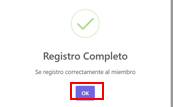 Registro Completo
Se registro correctamente al miembro
OK